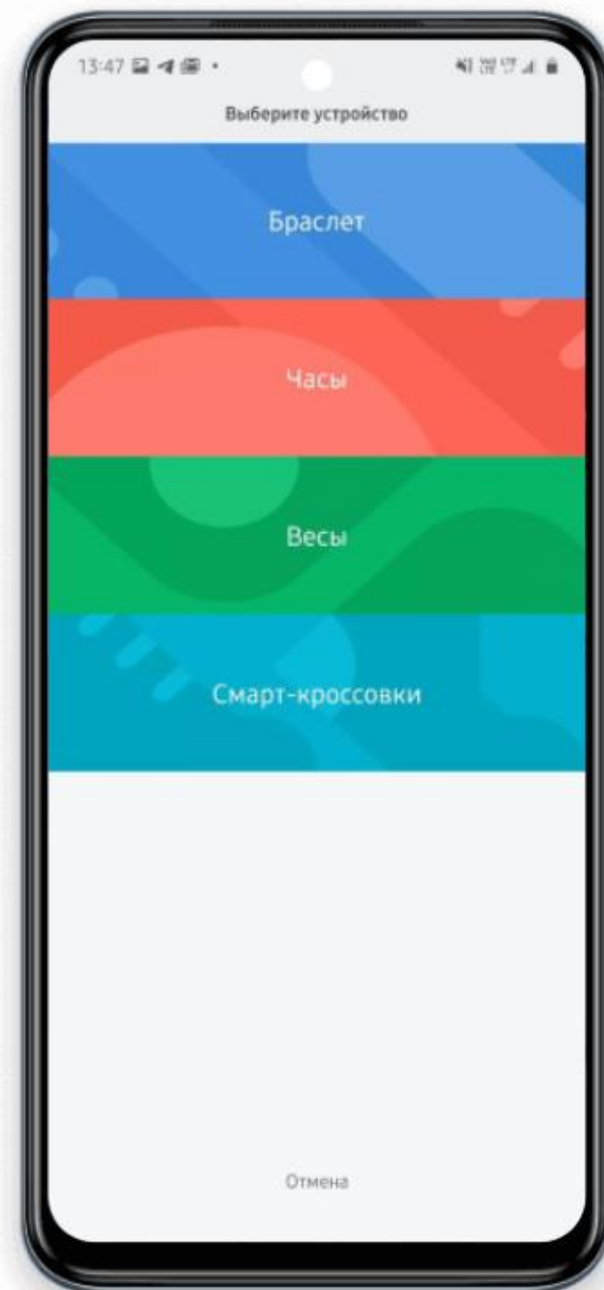 13:47
Выберите устройство
Браслет
Часы
Весы
Смарт-кроссовки
Отмена